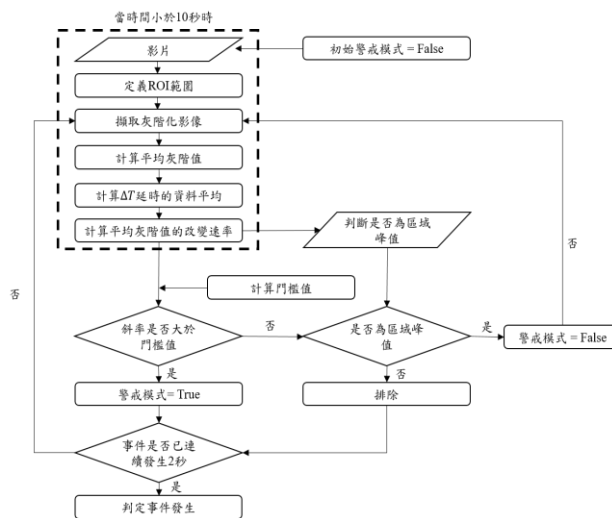 當時間小於10秒時
影片
初始警戒模式 = False
定義ROI範圍
擷取灰階化影像
計算平均灰階值
計算ΔT延時的資料平均
計算平均灰階值的改變速率
判斷是否為區域
峰值
否
否
計算門檻值
斜率是否大於
門檻值
否
是否為區域峰
值
是
警戒模式 = False
是
否
警戒模式= True
排除
事件是否已連
續發生2秒
是
判定事件發生